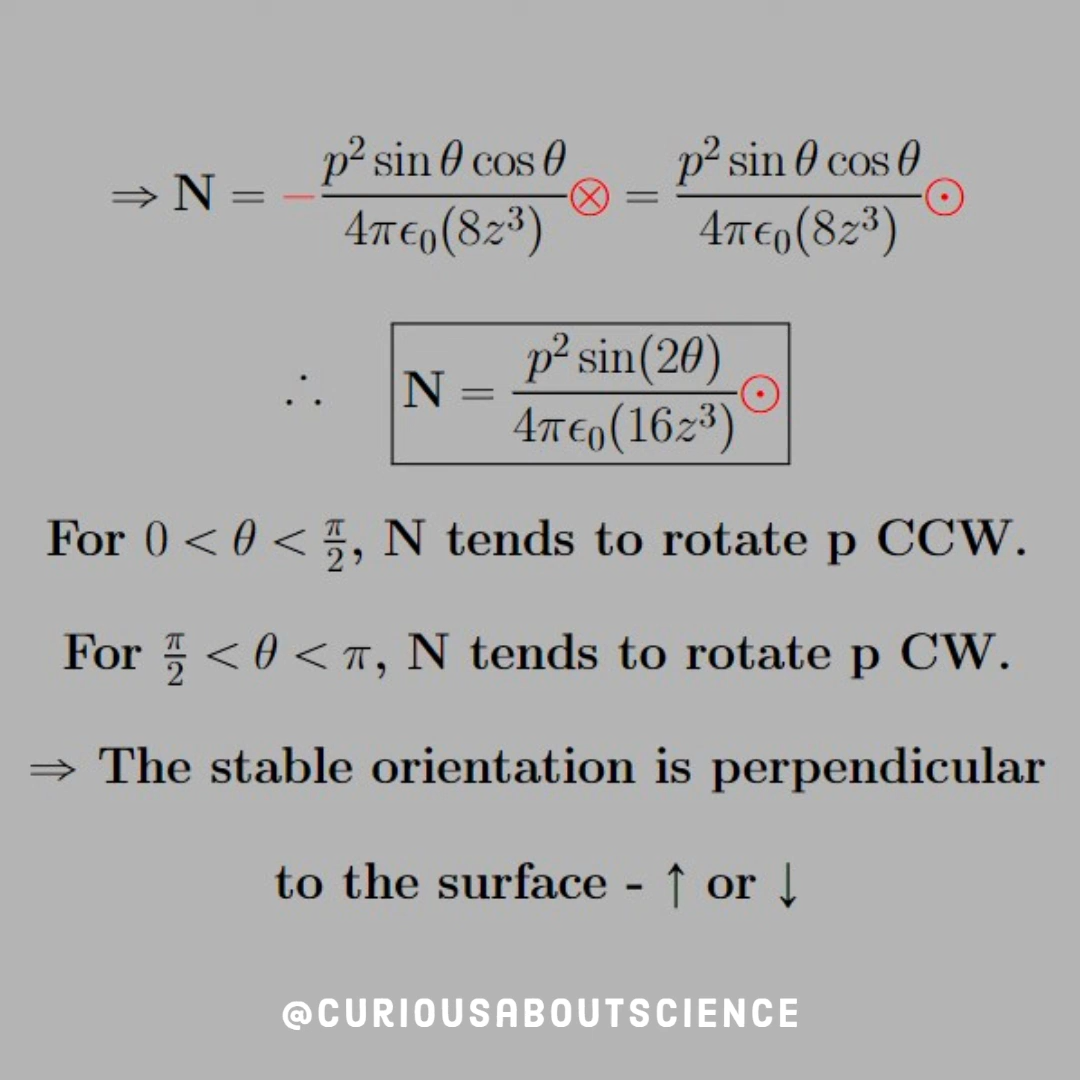 ⇒ N = −p² sin θ cos θ / 4πϵ₀(8z³) ⊗ = p² sin θ cos θ / 4πϵ₀(8z³) ⊙
∴ N = p² sin(2θ) / 4πϵ₀(16z³) ⊙
For 0 < θ < π/2, N tends to rotate p CCW.
For π/2 < θ < π, N tends to rotate p CW.
⇒ The stable orientation is perpendicular
to the surface - ↑ or ↓
@CURIOUSABOUTSCIENCE